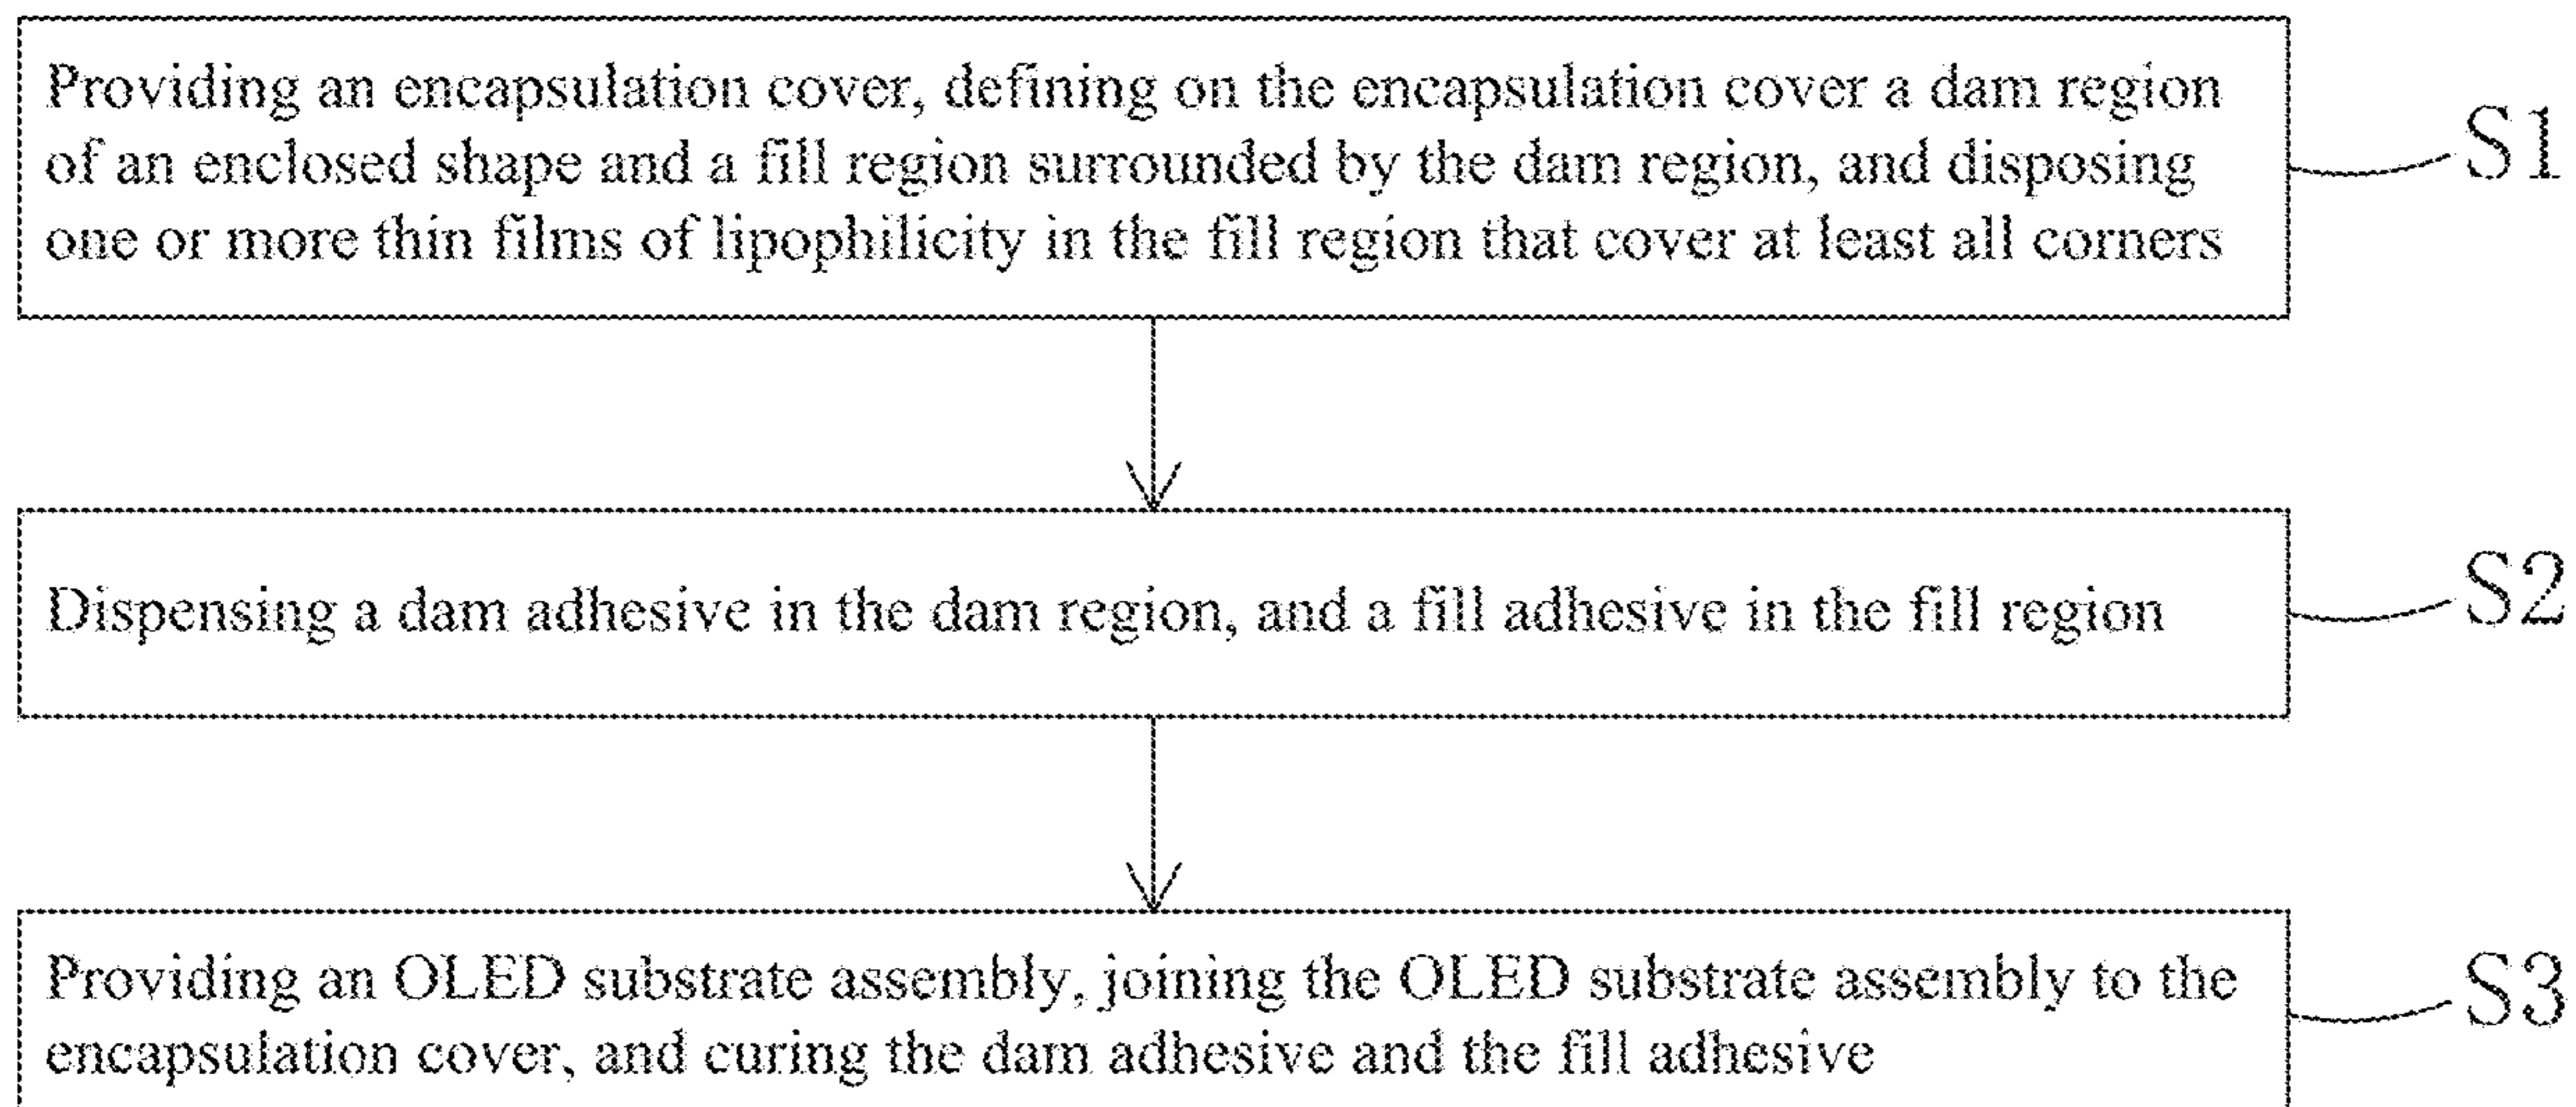 Providing an encapsulation cover, defining on the encapsulation cover a dam region
of an enclosed shape and a fill region surrounded by the dam region, and disposing
one or more thin films of lipophilicity in the fill region that cover at least all corners
S1
Dispensing a dam adhesive in the dam region, and a fill adhesive in the fill region
S2
Providing an OLED substrate assembly, joining the OLED substrate assembly to the
encapsulation cover, and curing the dam adhesive and the fill adhesive
S3